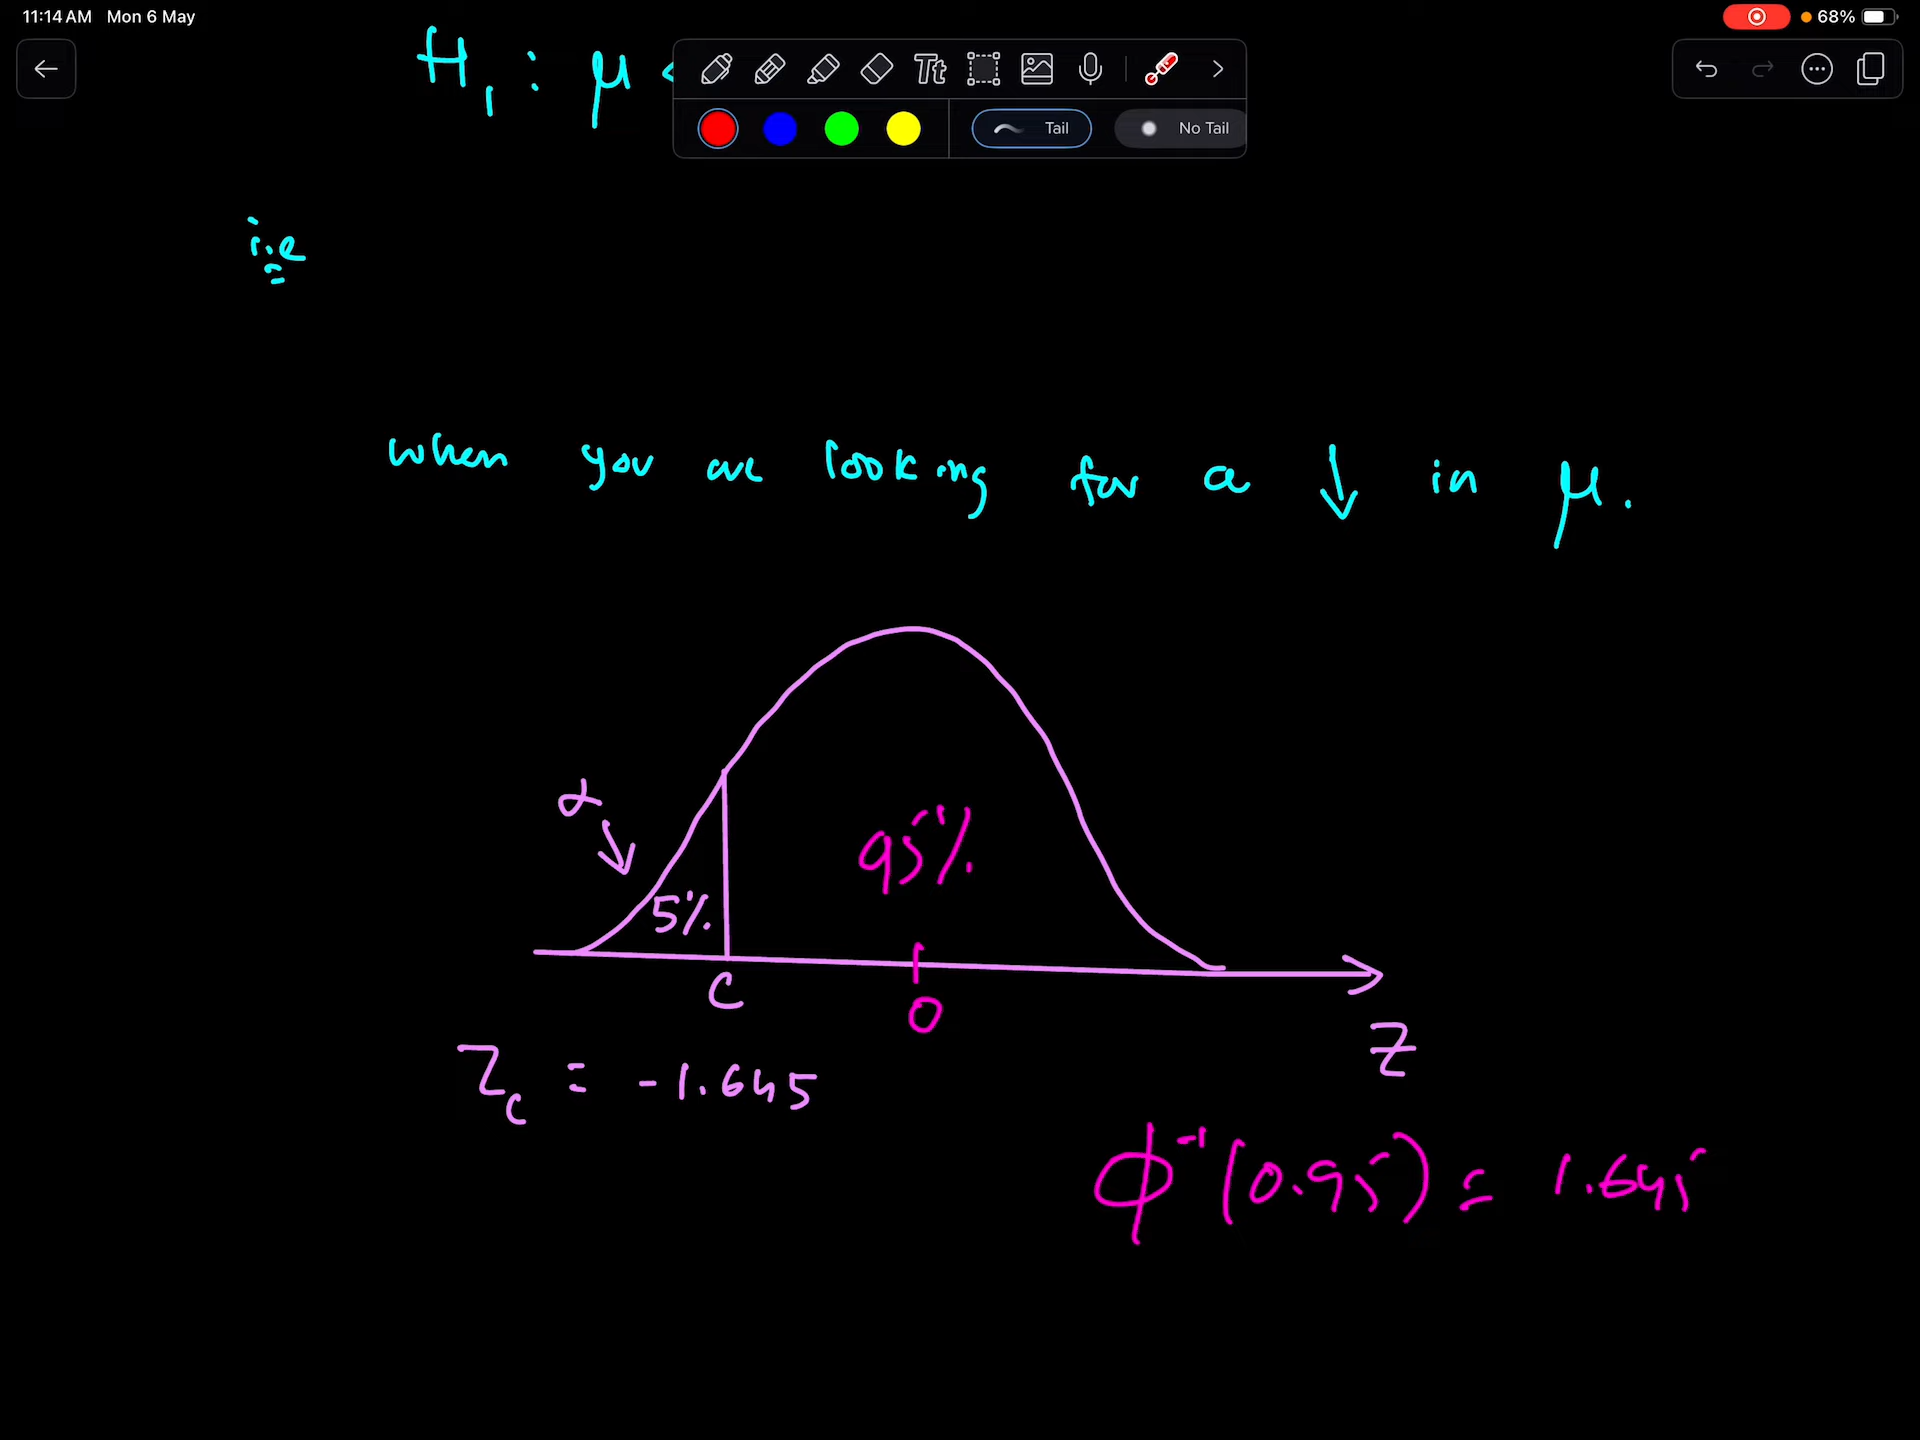 11:14 AM Mon 6 May
68%
H₁ : μ <
Tt
Tail
No Tail
i.e
when you are looking for a ↓ in μ.
α
95%
5%
C
0
Z
Z_C = -1.645
Φ⁻¹(0.95) = 1.645